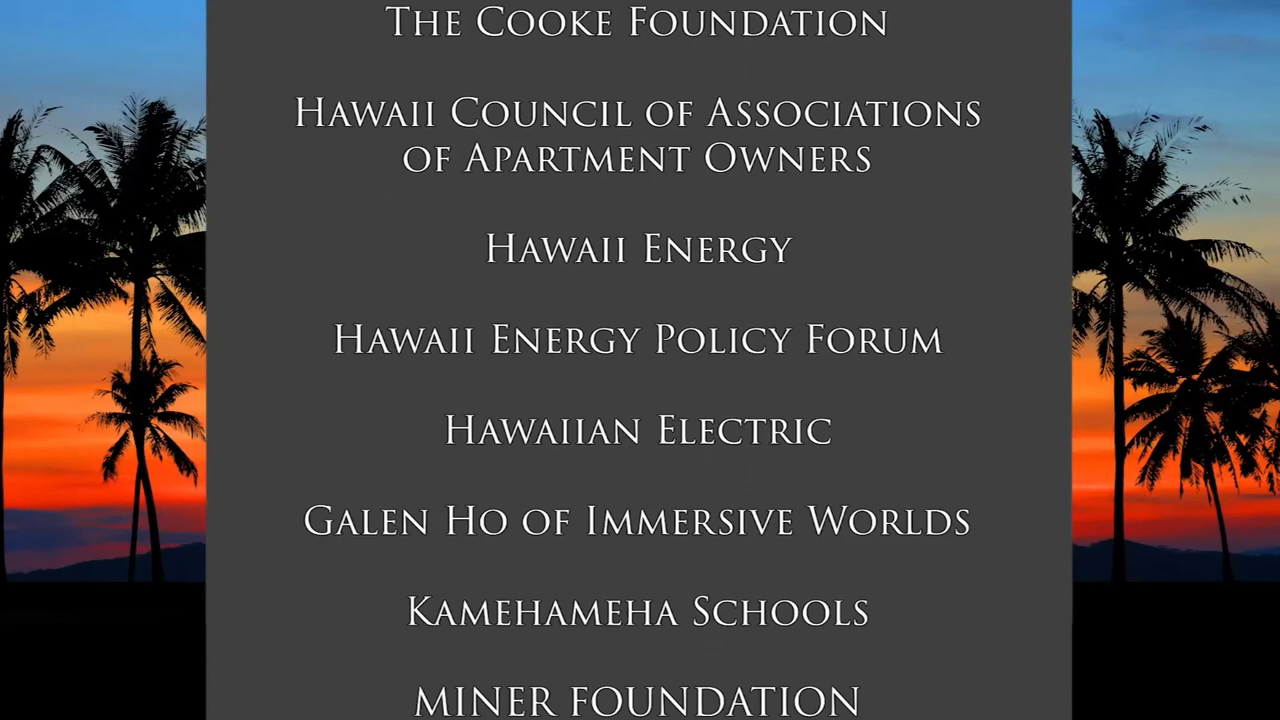 The Cooke Foundation
Hawaii Council of Associations
of Apartment Owners
Hawaii Energy
Hawaii Energy Policy Forum
Hawaiian Electric
Galen Ho of Immersive Worlds
Kamehameha Schools
MINER FOUNDATION